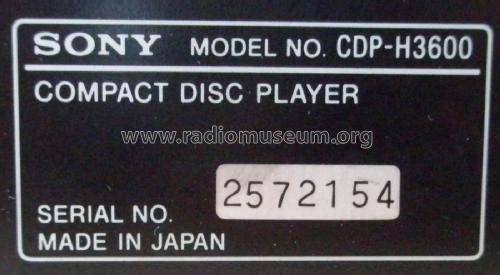 SONY MODEL NO. CDP-H3600
COMPACT DISC PLAYER
www.radiomuseum.org
2572154
SERIAL NO.
MADE IN JAPAN